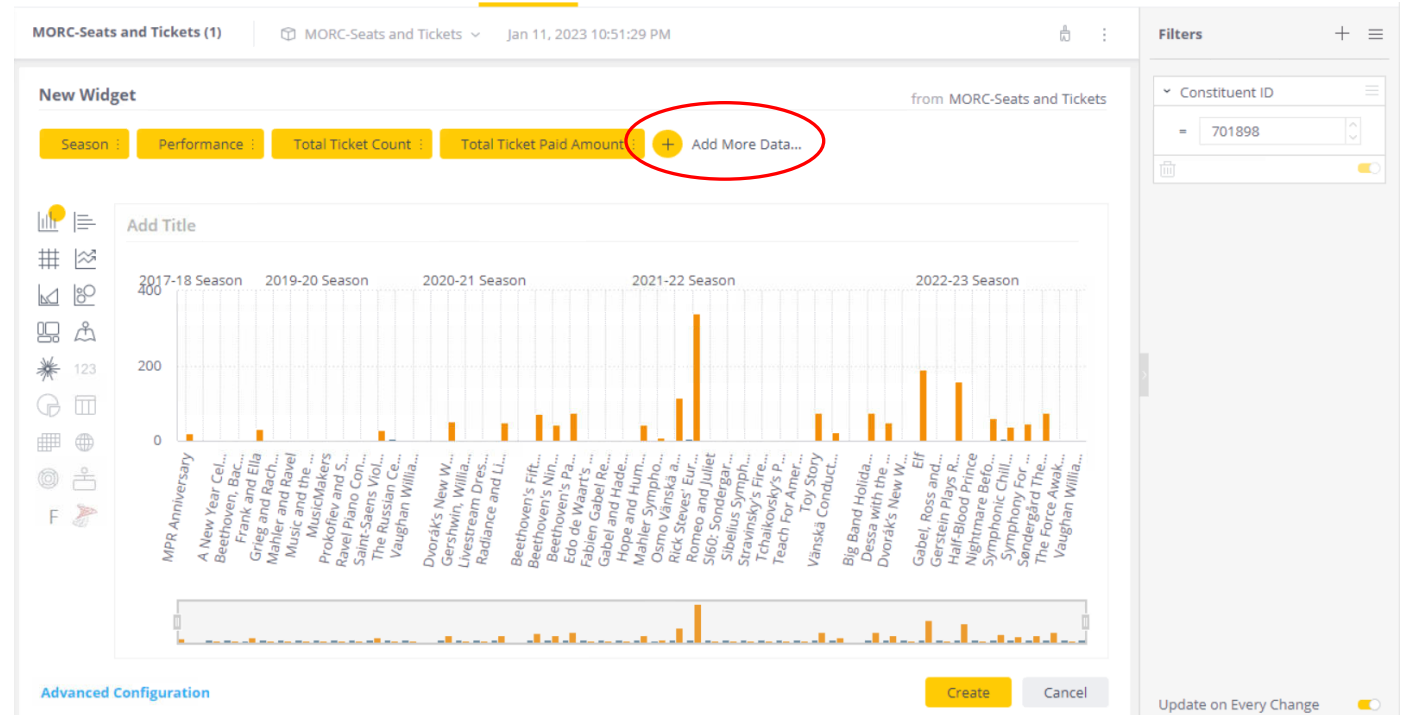 MORC-Seats and Tickets (1)
MORC-Seats and Tickets
Jan 11, 2023 10:51:29 PM
New Widget
from MORC-Seats and Tickets
Season
Performance
Total Ticket Count
Total Ticket Paid Amount
+ Add More Data...
Add Title
2017-18 Season
2019-20 Season
2020-21 Season
2021-22 Season
2022-23 Season
400
200
0
123
F
MPR Anniversary
A New Year Cel...
Beethoven, Bac...
Frank and Ella
Grieg and Rach...
Mahler and Ravel
Music and the ...
MusicMakers
Prokofiev and S...
Ravel Piano Con...
Saint-Saens Viol...
The Russian Ce...
Vaughan Willia...
Dvorák's New W...
Gershwin, Willia...
Livestream Dres...
Radiance and Li...
Beethoven's Fift...
Beethoven's Nin...
Beethoven's Pa...
Edo de Waart's ...
Fabien Gabel Re...
Gabel and Hade...
Hope and Hum...
Mahler Sympho...
Osmo Vänskä a...
Rick Steves' Eur...
Romeo and Juliet
SI60: Sondergar...
Sibelius Symph...
Stravinsky's Fire...
Tchaikovsky's P...
Teach For Amer...
Toy Story
Vänskä Conduct...
Big Band Holida...
Dessa with the ...
Dvorák's New W...
Elf
Gabel, Ross and...
Gerstein Plays R...
Half-Blood Prince
Nightmare Befo...
Symphonic Chill...
Symphony For ...
Søndergård The...
The Force Awak...
Vaughan Willia...
Advanced Configuration
Create
Cancel
Filters
Constituent ID
= 701898
Update on Every Change